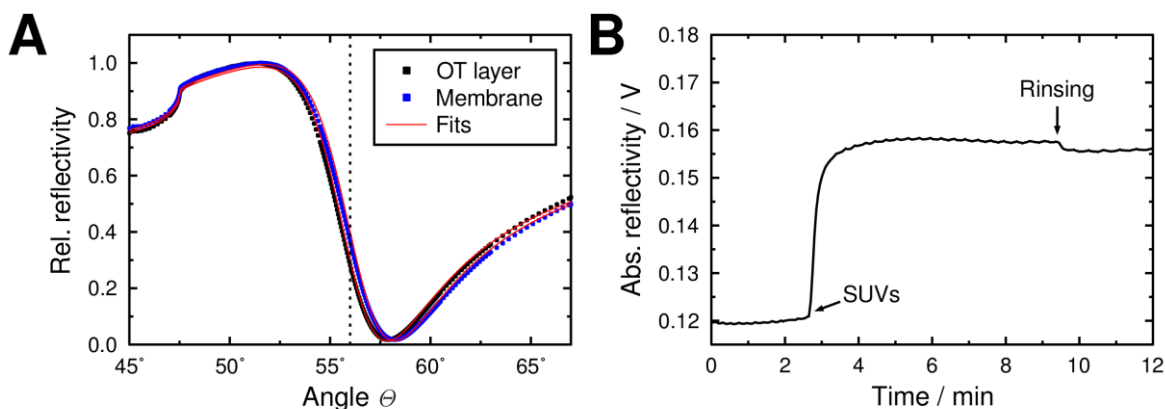 A
Rel. reflectivity
1.0
0.8
0.6
0.4
0.2
0.0
OT layer
Membrane
Fits
45° 50° 55° 60° 65°
Angle Θ
B
Abs. reflectivity / V
0.18
0.17
0.16
0.15
0.14
0.13
0.12
Rinsing
SUVs
0 2 4 6 8 10 12
Time / min